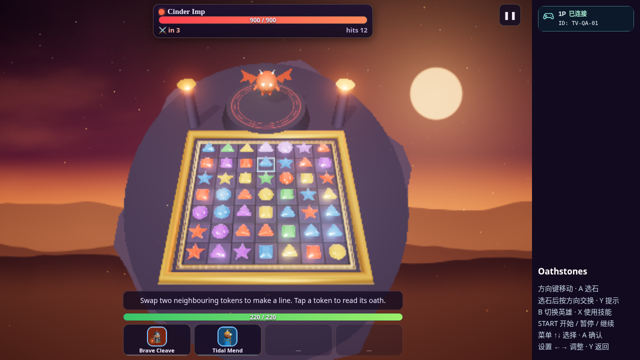 Cinder Imp
900 / 900
in 3
hits 12
1P 已连接
ID: TV-QA-01
Swap two neighbouring tokens to make a line. Tap a token to read its oath.
220 / 220
Brave Cleave
Tidal Mend
...
...
Oathstones
方向键移动 · A 选石
选石后按方向交换 · Y 提示
B 切换英雄 · X 使用技能
START 开始 / 暂停 / 继续
菜单 ↑↓ 选择 · A 确认
设置 ←→ 调整 · Y 返回